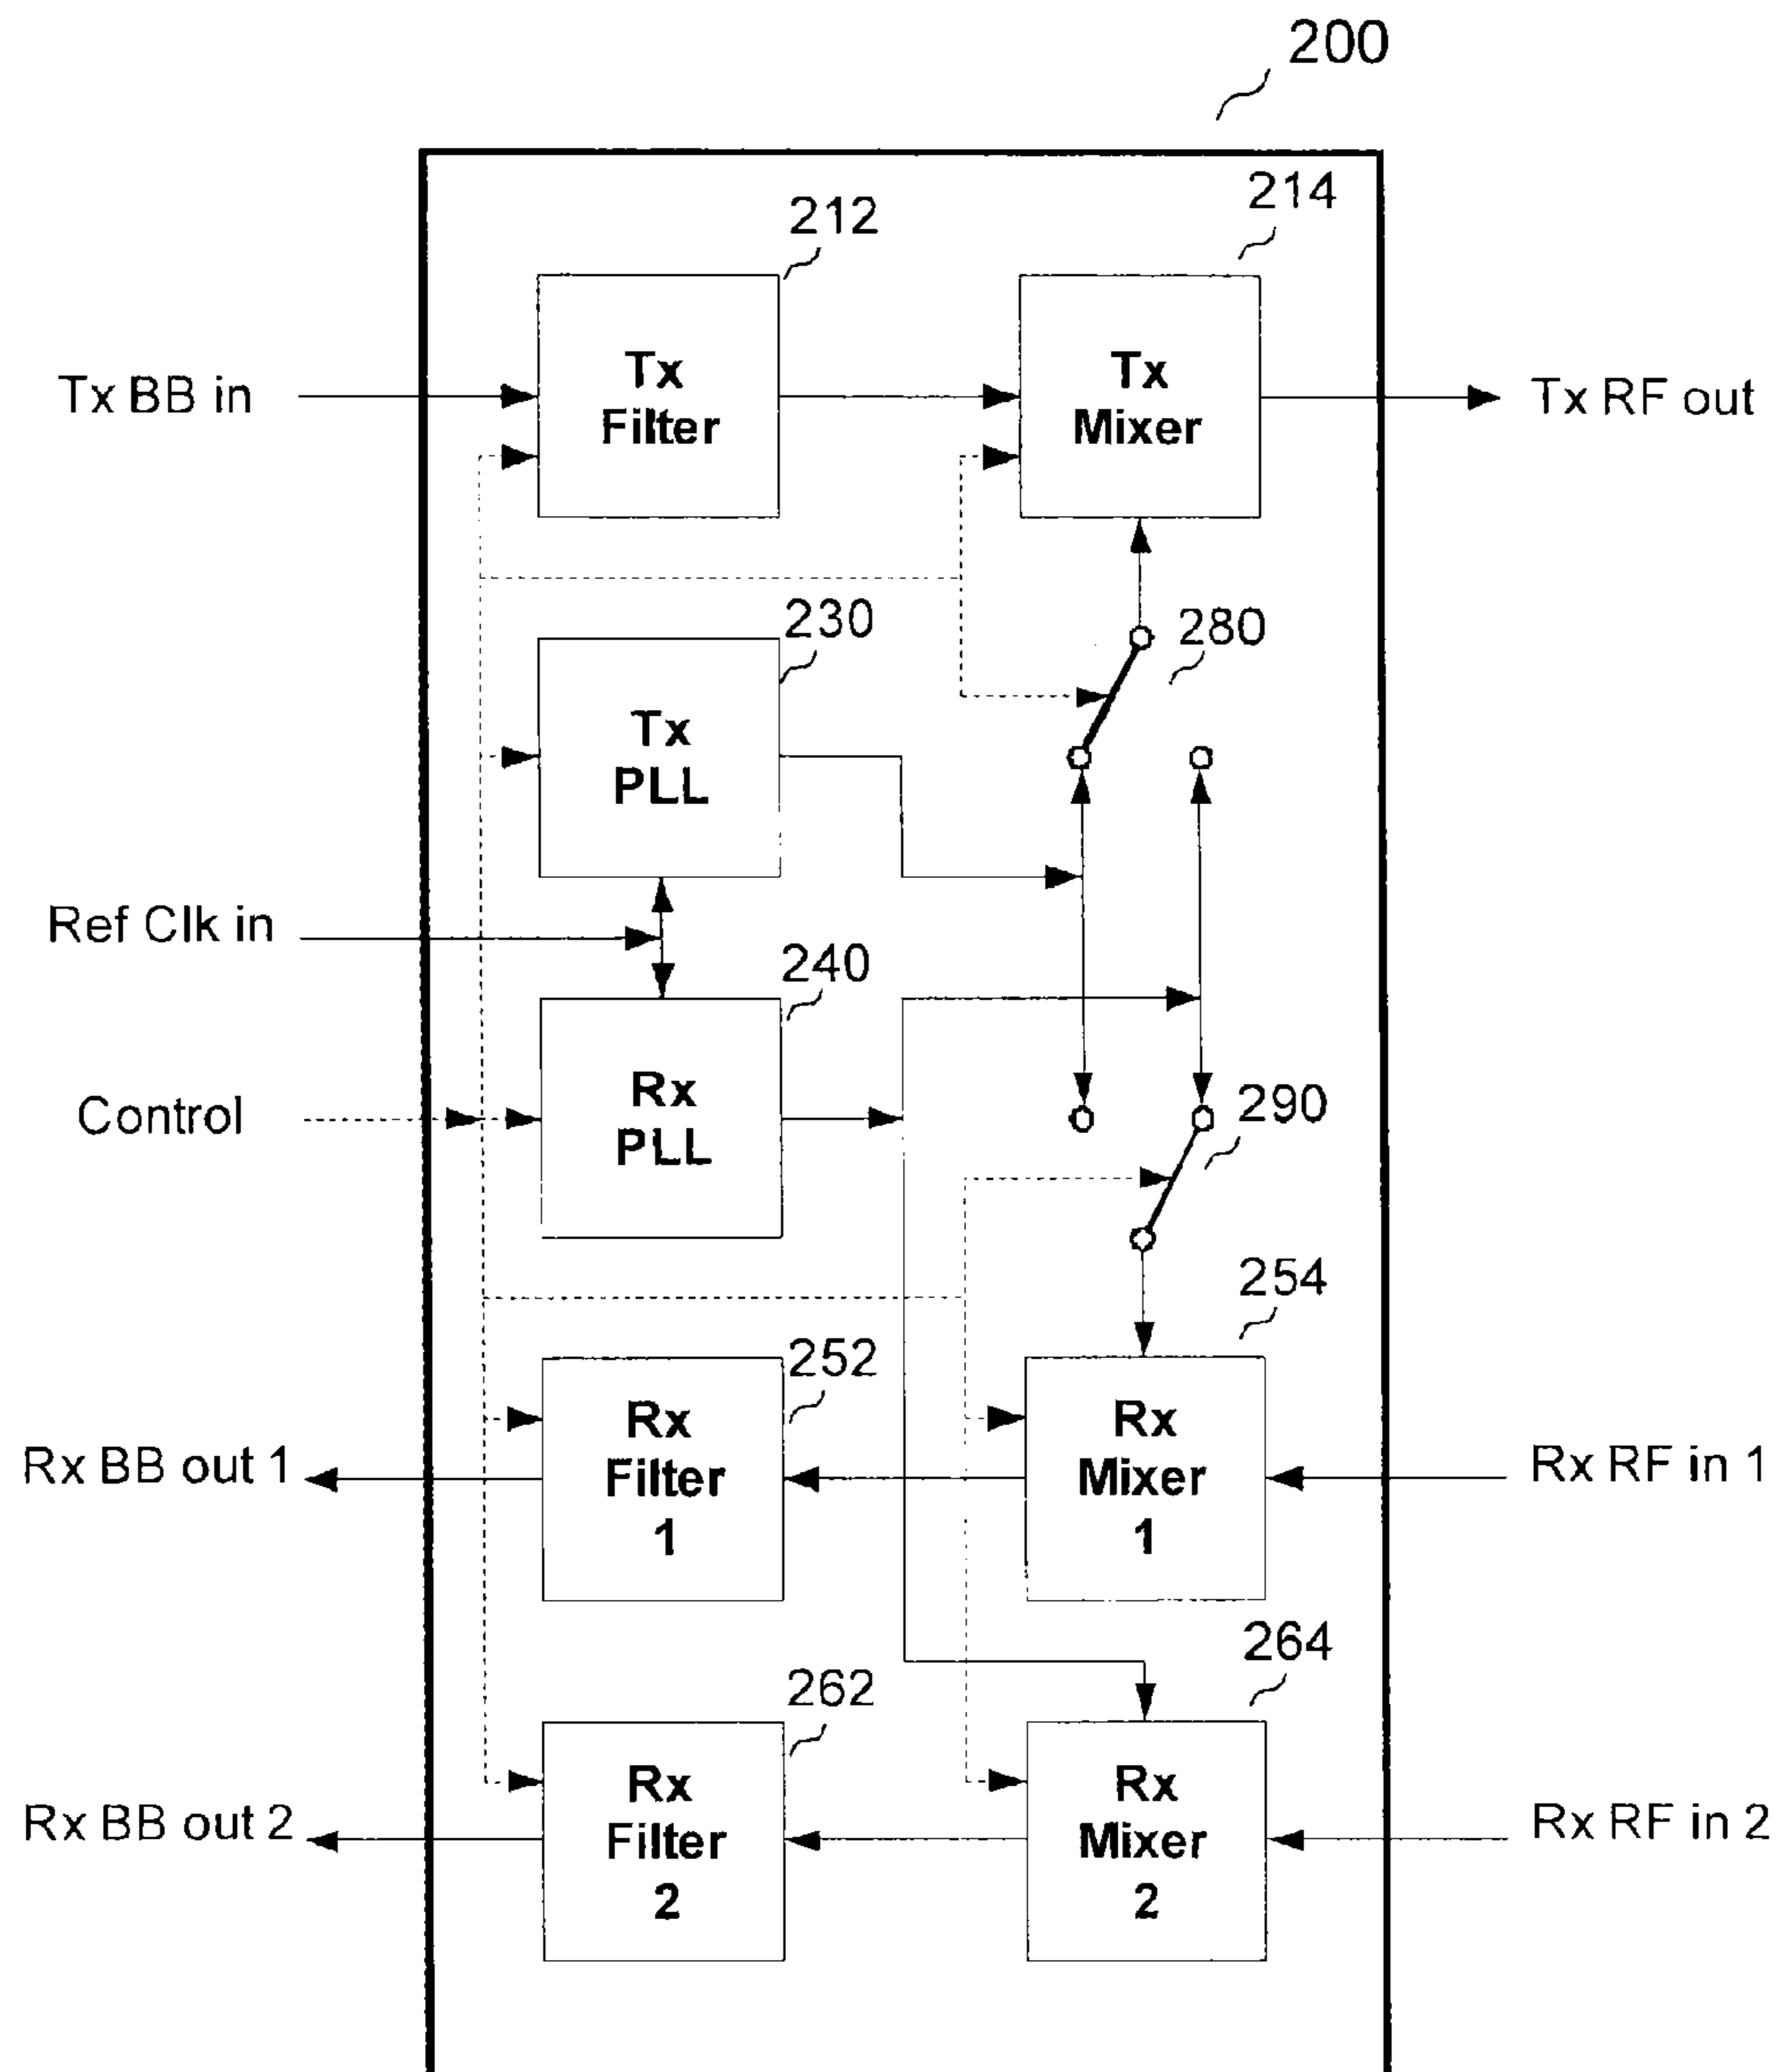 200
212
214
Tx
Filter
Tx
Mixer
Tx BB in
Tx RF out
230
280
Tx
PLL
Ref Clk in
240
Rx
PLL
Control
290
254
252
Rx
Filter
1
Rx
Mixer
1
Rx BB out 1
Rx RF in 1
264
262
Rx
Filter
2
Rx
Mixer
2
Rx BB out 2
Rx RF in 2